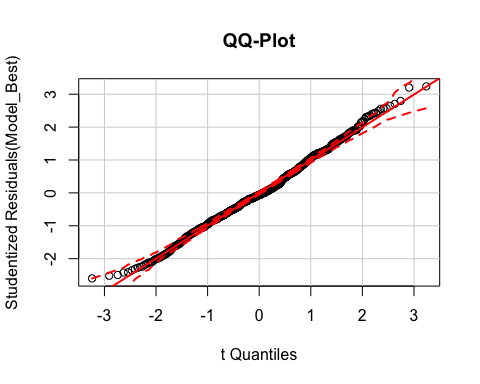 QQ-Plot
Studentized Residuals(Model_Best)
3
2
1
0
-1
-2
-3 -2 -1 0 1 2 3
t Quantiles